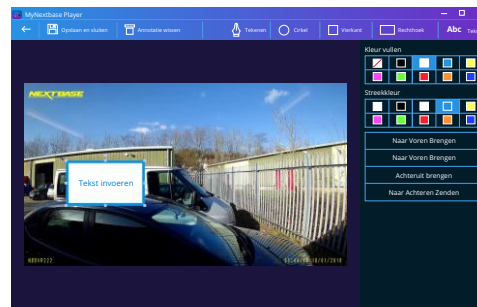 MyNextbase Player
Opslaan en sluiten
Annotatie wissen
Tekenen
Cirkel
Vierkant
Rechthoek
Abc
Kleur vullen
NEXTBASE
Streekkleur
Naar Voren Brengen
Naar Voren Brengen
Tekst invoeren
Achteruit brengen
Naar Achteren Zenden